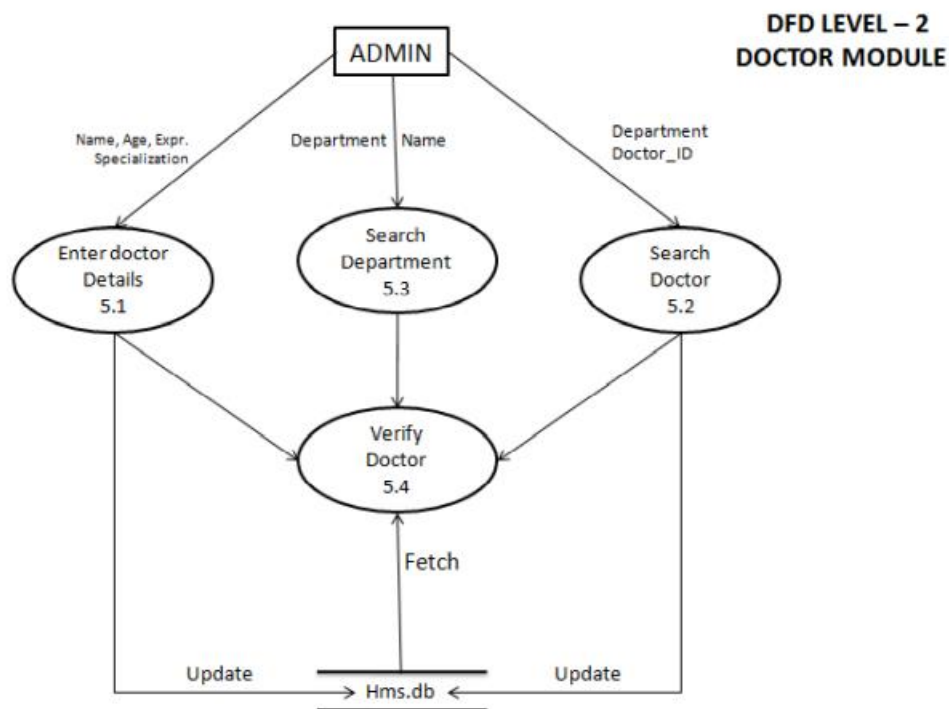 DFD LEVEL – 2
DOCTOR MODULE
ADMIN
Name, Age, Expr.
Specialization
Department Name
Department
Doctor_ID
Enter doctor
Details
5.1
Search
Department
5.3
Search
Doctor
5.2
Verify
Doctor
5.4
Fetch
Update
Hms.db
Update